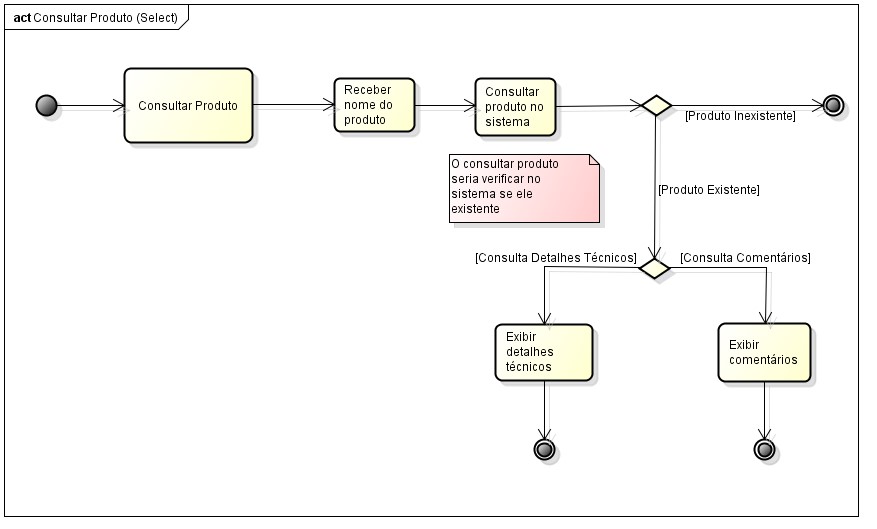 act Consultar Produto (Select)
Consultar Produto
Receber
nome do
produto
Consultar
produto no
sistema
[Produto Inexistente]
O consultar produto
seria verificar no
sistema se ele
existente
[Produto Existente]
[Consulta Detalhes Técnicos]
[Consulta Comentários]
Exibir
detalhes
técnicos
Exibir
comentários